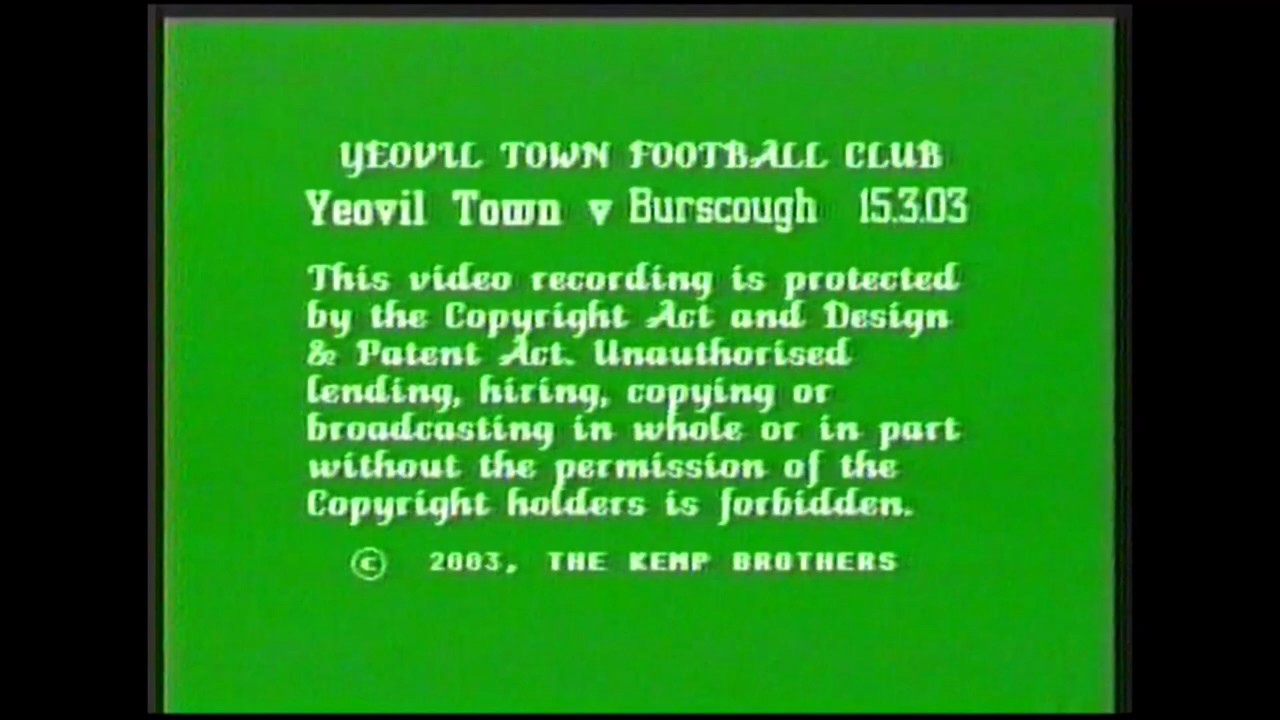 YEOVIL TOWN FOOTBALL CLUB
Yeovil Town v Burscough 15.3.03
This video recording is protected
by the Copyright Act and Design
& Patent Act. Unauthorised
lending, hiring, copying or
broadcasting in whole or in part
without the permission of the
Copyright holders is forbidden.
© 2003, THE KEMP BROTHERS